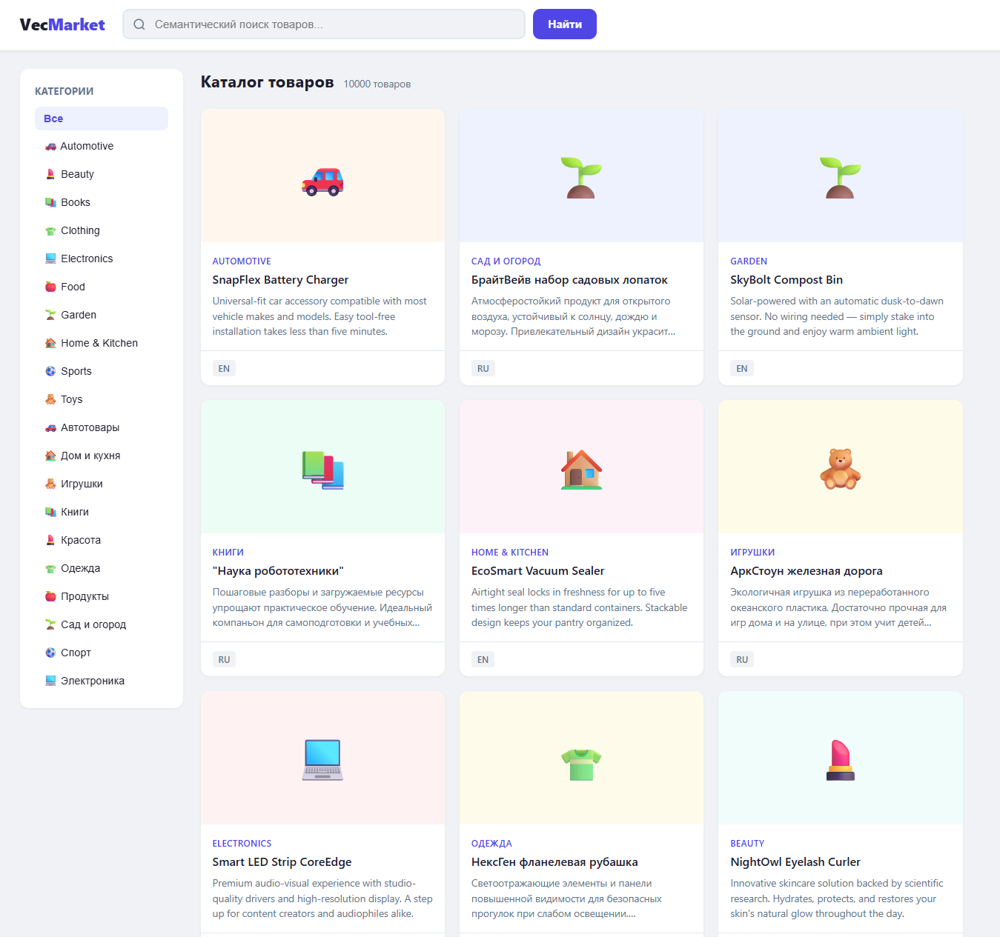 VecMarket
Семантический поиск товаров...
Найти
КАТЕГОРИИ
Все
Automotive
Beauty
Books
Clothing
Electronics
Food
Garden
Home & Kitchen
Sports
Toys
Автотовары
Дом и кухня
Игрушки
Книги
Красота
Одежда
Продукты
Сад и огород
Спорт
Электроника
Каталог товаров 10000 товаров
AUTOMOTIVE
SnapFlex Battery Charger
Universal-fit car accessory compatible with most
vehicle makes and models. Easy tool-free
installation takes less than five minutes.
EN
САД И ОГОРОД
БрайтВейв набор садовых лопаток
Атмосферостойкий продукт для открытого
воздуха, устойчивый к солнцу, дождю и
морозу. Привлекательный дизайн украсит...
RU
GARDEN
SkyBolt Compost Bin
Solar-powered with an automatic dusk-to-dawn
sensor. No wiring needed — simply stake into
the ground and enjoy warm ambient light.
EN
КНИГИ
"Наука робототехники"
Пошаговые разборы и загружаемые ресурсы
упрощают практическое обучение. Идеальный
компаньон для самоподготовки и учебных...
RU
HOME & KITCHEN
EcoSmart Vacuum Sealer
Airtight seal locks in freshness for up to five
times longer than standard containers. Stackable
design keeps your pantry organized.
EN
ИГРУШКИ
АркСтоун железная дорога
Экологичная игрушка из переработанного
океанского пластика. Достаточно прочная для
игр дома и на улице, при этом учит детей...
RU
ELECTRONICS
Smart LED Strip CoreEdge
Premium audio-visual experience with studio-
quality drivers and high-resolution display. A step
up for content creators and audiophiles alike.
ОДЕЖДА
НексГен фланелевая рубашка
Светоотражающие элементы и панели
повышенной видимости для безопасных
прогулок при слабом освещении....
BEAUTY
NightOwl Eyelash Curler
Innovative skincare solution backed by scientific
research. Hydrates, protects, and restores your
skin's natural glow throughout the day.